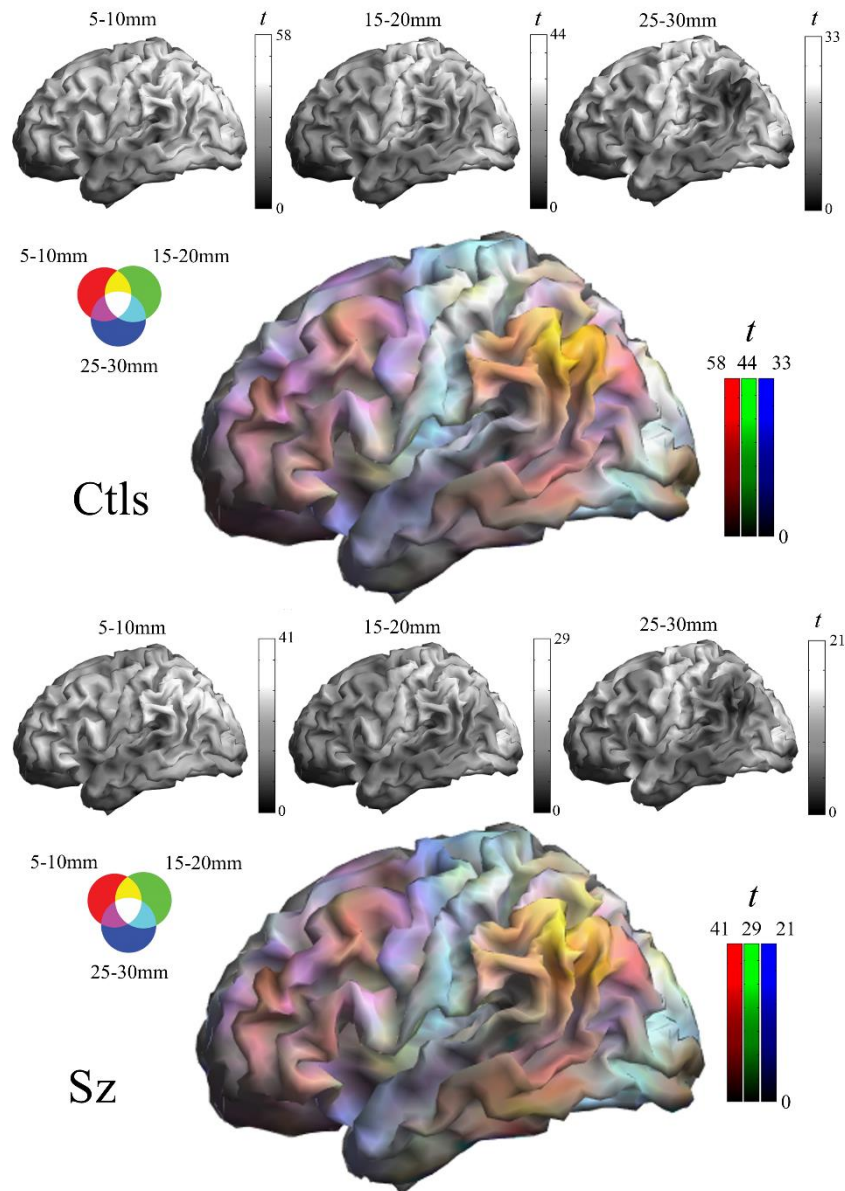 5-10mm t 15-20mm t 25-30mm t
58 44 33
0 0 0
5-10mm 15-20mm
25-30mm
t
58 44 33
0
Ctls
5-10mm 15-20mm 25-30mm t
41 29 21
0 0 0
5-10mm 15-20mm
25-30mm
t
41 29 21
0
Sz